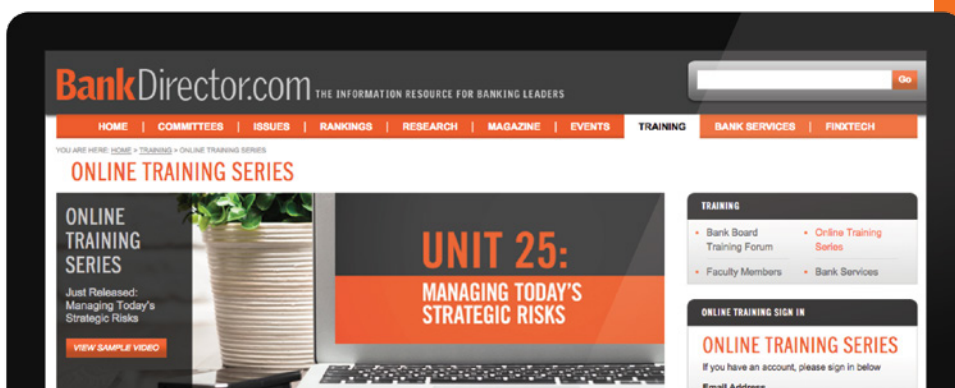 BankDirector.com THE INFORMATION RESOURCE FOR BANKING LEADERS
Go
HOME | COMMITTEES | ISSUES | RANKINGS | RESEARCH | MAGAZINE | EVENTS TRAINING BANK SERVICES | FINXTECH
YOU ARE HERE: HOME » TRAINING » ONLINE TRAINING SERIES
ONLINE TRAINING SERIES
ONLINE
TRAINING
SERIES
Just Released:
Managing Today's
Strategic Risks
VIEW SAMPLE VIDEO
UNIT 25:
MANAGING TODAY'S
STRATEGIC RISKS
TRAINING
• Bank Board
Training Forum
• Online Training
Series
• Faculty Members
• Bank Services
ONLINE TRAINING SIGN IN
ONLINE TRAINING SERIES
If you have an account, please sign in below
Email Address